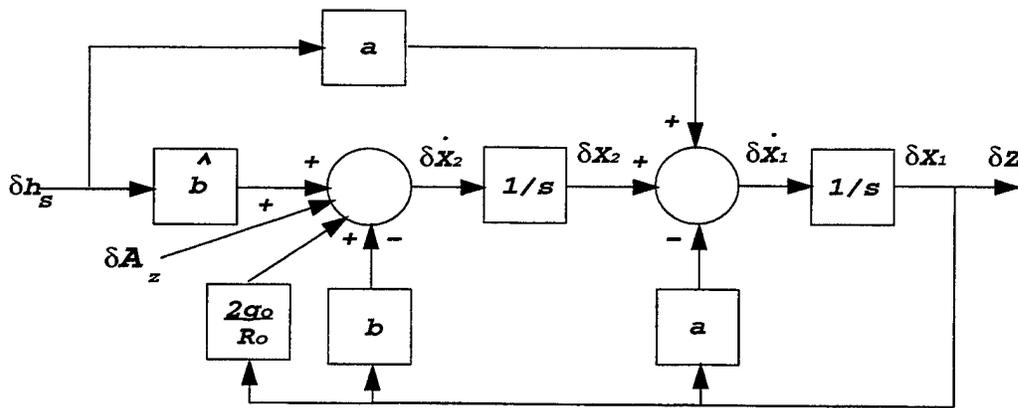 a
+
δh_s
b̂
+
+
+
-
δẋ₂
1/s
δx₂
+
-
δẋ₁
1/s
δx₁
δZ
δA_z
2g₀
R₀
b
a